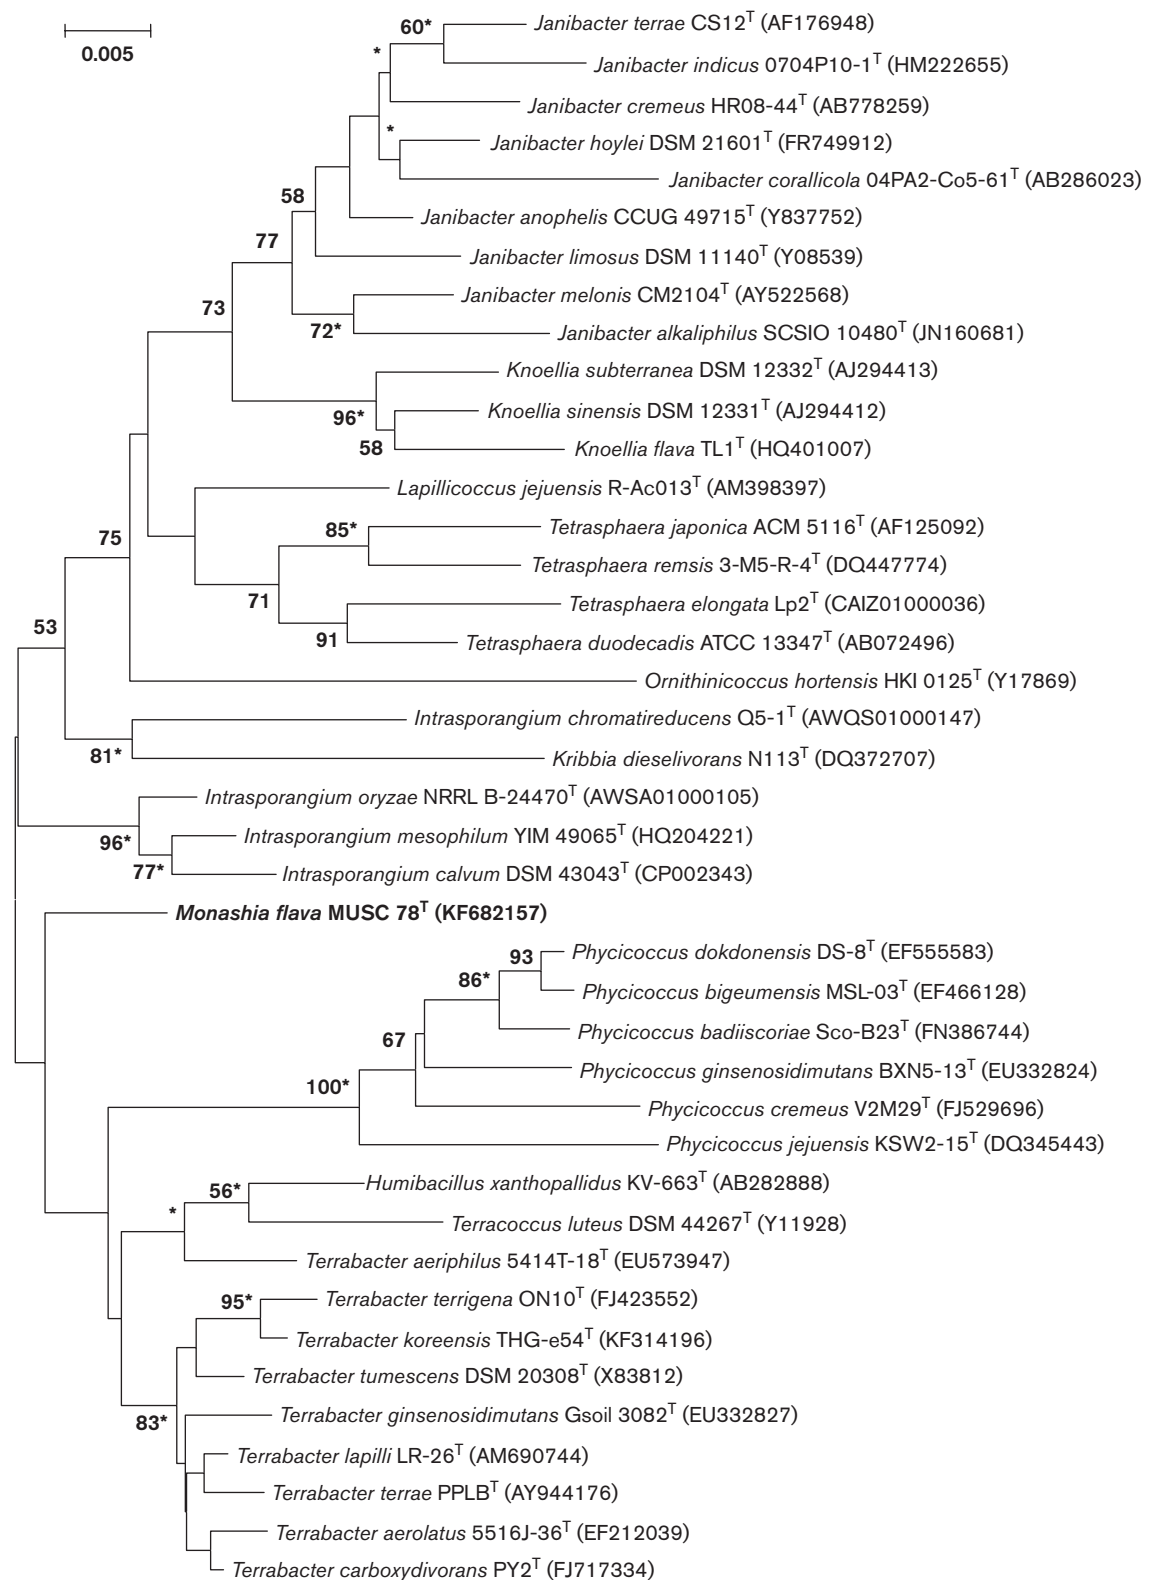 60*
Janibacter terrae CS12T (AF176948)
0.005
*
Janibacter indicus 0704P10-1T (HM222655)
Janibacter cremeus HR08-44T (AB778259)
*
Janibacter hoylei DSM 21601T (FR749912)
Janibacter corallicola 04PA2-Co5-61T (AB286023)
58
Janibacter anophelis CCUG 49715T (Y837752)
77
Janibacter limosus DSM 11140T (Y08539)
Janibacter melonis CM2104T (AY522568)
73
72*
Janibacter alkaliphilus SCSIO 10480T (JN160681)
Knoellia subterranea DSM 12332T (AJ294413)
96*
Knoellia sinensis DSM 12331T (AJ294412)
58
Knoellia flava TL1T (HQ401007)
Lapillicoccus jejuensis R-Ac013T (AM398397)
85*
Tetrasphaera japonica ACM 5116T (AF125092)
75
Tetrasphaera remsis 3-M5-R-4T (DQ447774)
71
Tetrasphaera elongata Lp2T (CAIZ01000036)
53
91
Tetrasphaera duodecadis ATCC 13347T (AB072496)
Ornithinicoccus hortensis HKI 0125T (Y17869)
Intrasporangium chromatireducens Q5-1T (AWQS01000147)
81*
Kribbia dieselivorans N113T (DQ372707)
Intrasporangium oryzae NRRL B-24470T (AWSA01000105)
96*
Intrasporangium mesophilum YIM 49065T (HQ204221)
77*
Intrasporangium calvum DSM 43043T (CP002343)
Monashia flava MUSC 78T (KF682157)
93
Phycicoccus dokdonensis DS-8T (EF555583)
86*
Phycicoccus bigeumensis MSL-03T (EF466128)
Phycicoccus badiiscoriae Sco-B23T (FN386744)
67
Phycicoccus ginsenosidimutans BXN5-13T (EU332824)
100*
Phycicoccus cremeus V2M29T (FJ529696)
Phycicoccus jejuensis KSW2-15T (DQ345443)
56*
Humibacillus xanthopallidus KV-663T (AB282888)
*
Terracoccus luteus DSM 44267T (Y11928)
Terrabacter aeriphilus 5414T-18T (EU573947)
95*
Terrabacter terrigena ON10T (FJ423552)
Terrabacter koreensis THG-e54T (KF314196)
Terrabacter tumescens DSM 20308T (X83812)
83*
Terrabacter ginsenosidimutans Gsoil 3082T (EU332827)
Terrabacter lapilli LR-26T (AM690744)
Terrabacter terrae PPLBT (AY944176)
Terrabacter aerolatus 5516J-36T (EF212039)
Terrabacter carboxydivorans PY2T (FJ717334)